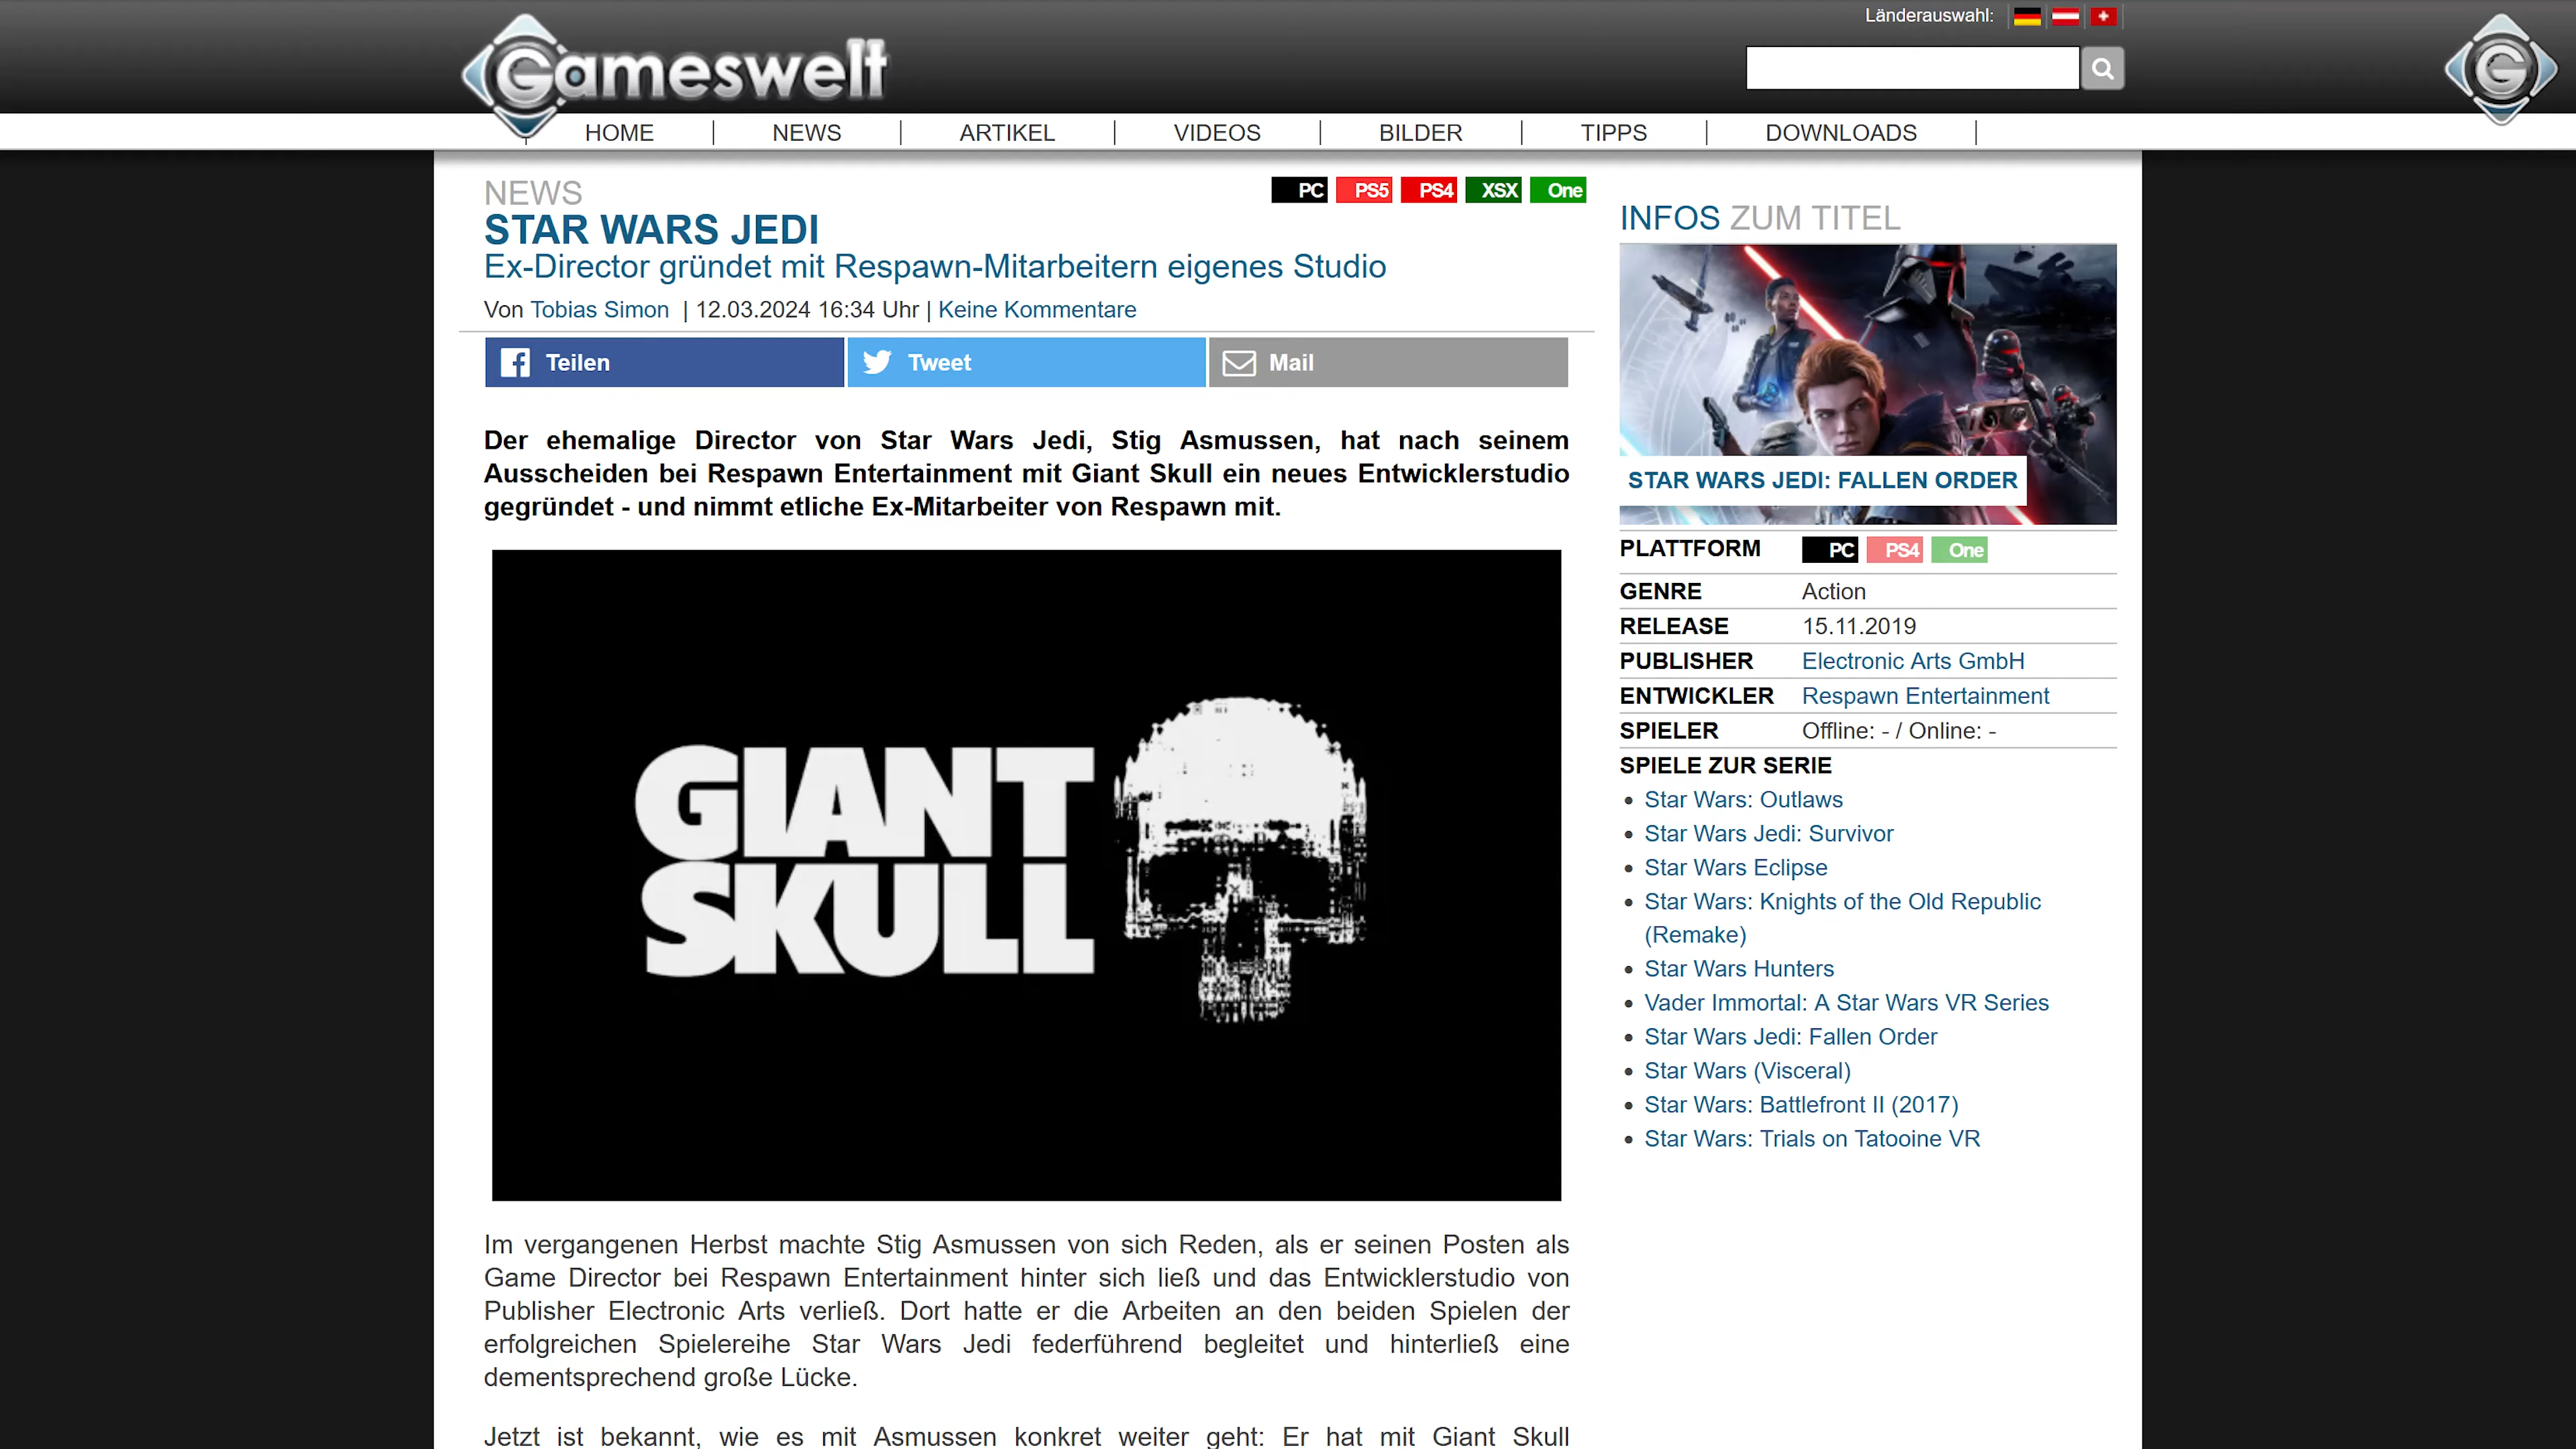 Länderauswahl:
Gameswelt
G
HOME
NEWS
ARTIKEL
VIDEOS
BILDER
TIPPS
DOWNLOADS
NEWS
PC PS5 PS4 XSX One
STAR WARS JEDI
Ex-Director gründet mit Respawn-Mitarbeitern eigenes Studio
Von Tobias Simon | 12.03.2024 16:34 Uhr | Keine Kommentare
Teilen
Tweet
Mail
Der ehemalige Director von Star Wars Jedi, Stig Asmussen, hat nach seinem
Ausscheiden bei Respawn Entertainment mit Giant Skull ein neues Entwicklerstudio
gegründet - und nimmt etliche Ex-Mitarbeiter von Respawn mit.
GIANT
SKULL
Im vergangenen Herbst machte Stig Asmussen von sich Reden, als er seinen Posten als
Game Director bei Respawn Entertainment hinter sich ließ und das Entwicklerstudio von
Publisher Electronic Arts verließ. Dort hatte er die Arbeiten an den beiden Spielen der
erfolgreichen Spielereihe Star Wars Jedi federführend begleitet und hinterließ eine
dementsprechend große Lücke.
Jetzt ist bekannt, wie es mit Asmussen konkret weiter geht: Er hat mit Giant Skull
INFOS ZUM TITEL
STAR WARS JEDI: FALLEN ORDER
PLATTFORM PC PS4 One
GENRE Action
RELEASE 15.11.2019
PUBLISHER Electronic Arts GmbH
ENTWICKLER Respawn Entertainment
SPIELER Offline: - / Online: -
SPIELE ZUR SERIE
• Star Wars: Outlaws
• Star Wars Jedi: Survivor
• Star Wars Eclipse
• Star Wars: Knights of the Old Republic
(Remake)
• Star Wars Hunters
• Vader Immortal: A Star Wars VR Series
• Star Wars Jedi: Fallen Order
• Star Wars (Visceral)
• Star Wars: Battlefront II (2017)
• Star Wars: Trials on Tatooine VR